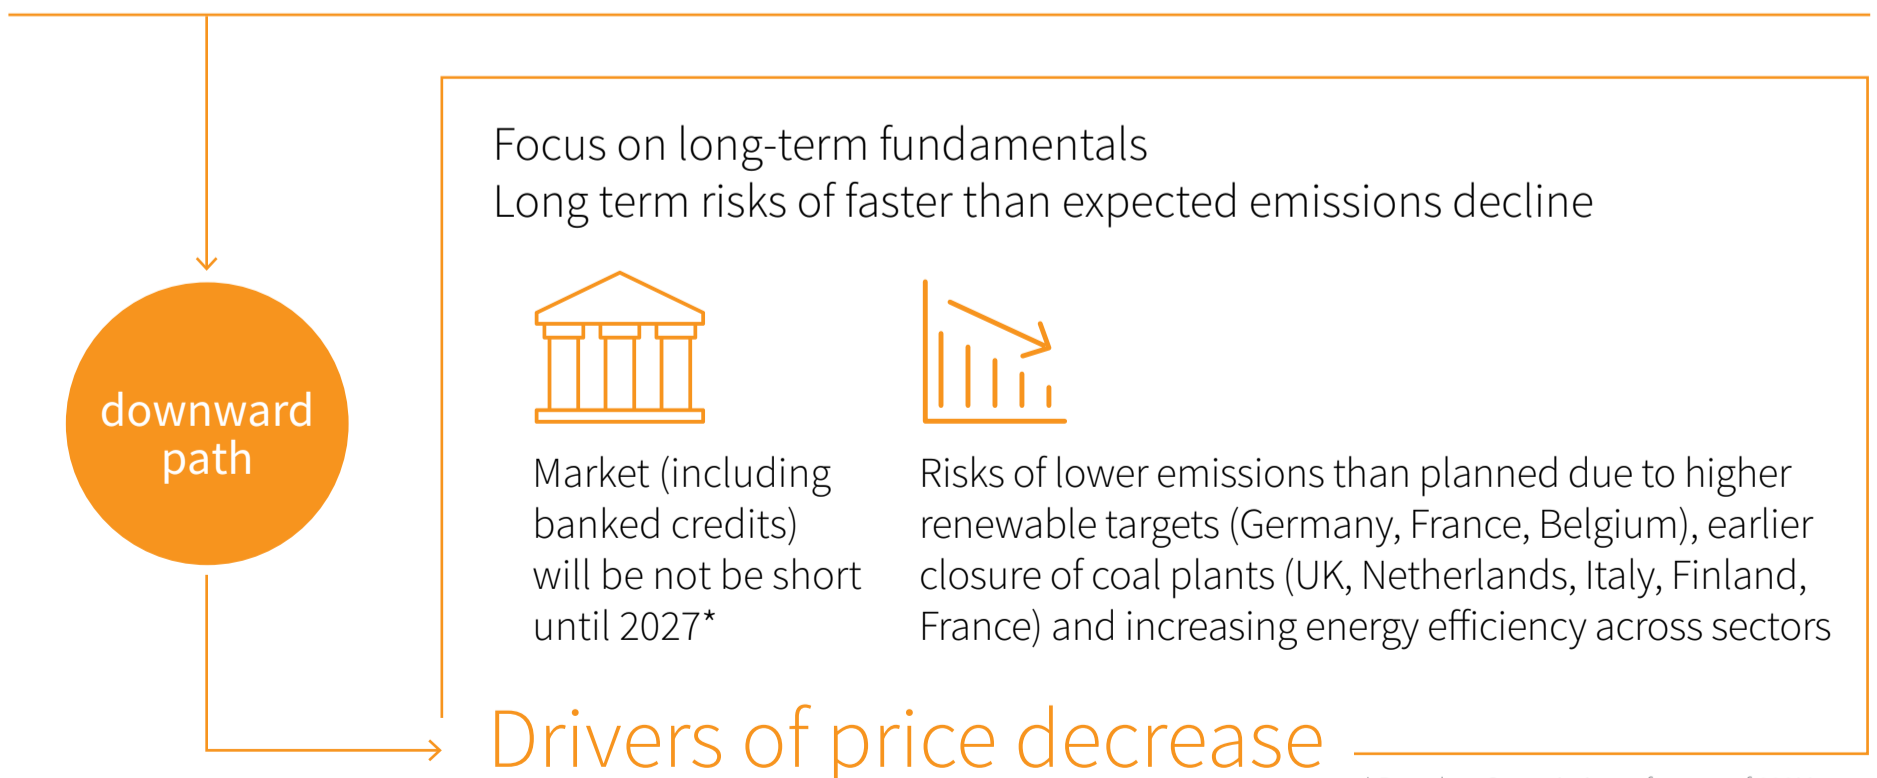 Focus on long-term fundamentals
Long term risks of faster than expected emissions decline
downward
path
Market (including
banked credits)
will be not be short
until 2027*
Risks of lower emissions than planned due to higher
renewable targets (Germany, France, Belgium), earlier
closure of coal plants (UK, Netherlands, Italy, Finland,
France) and increasing energy efficiency across sectors
Drivers of price decrease